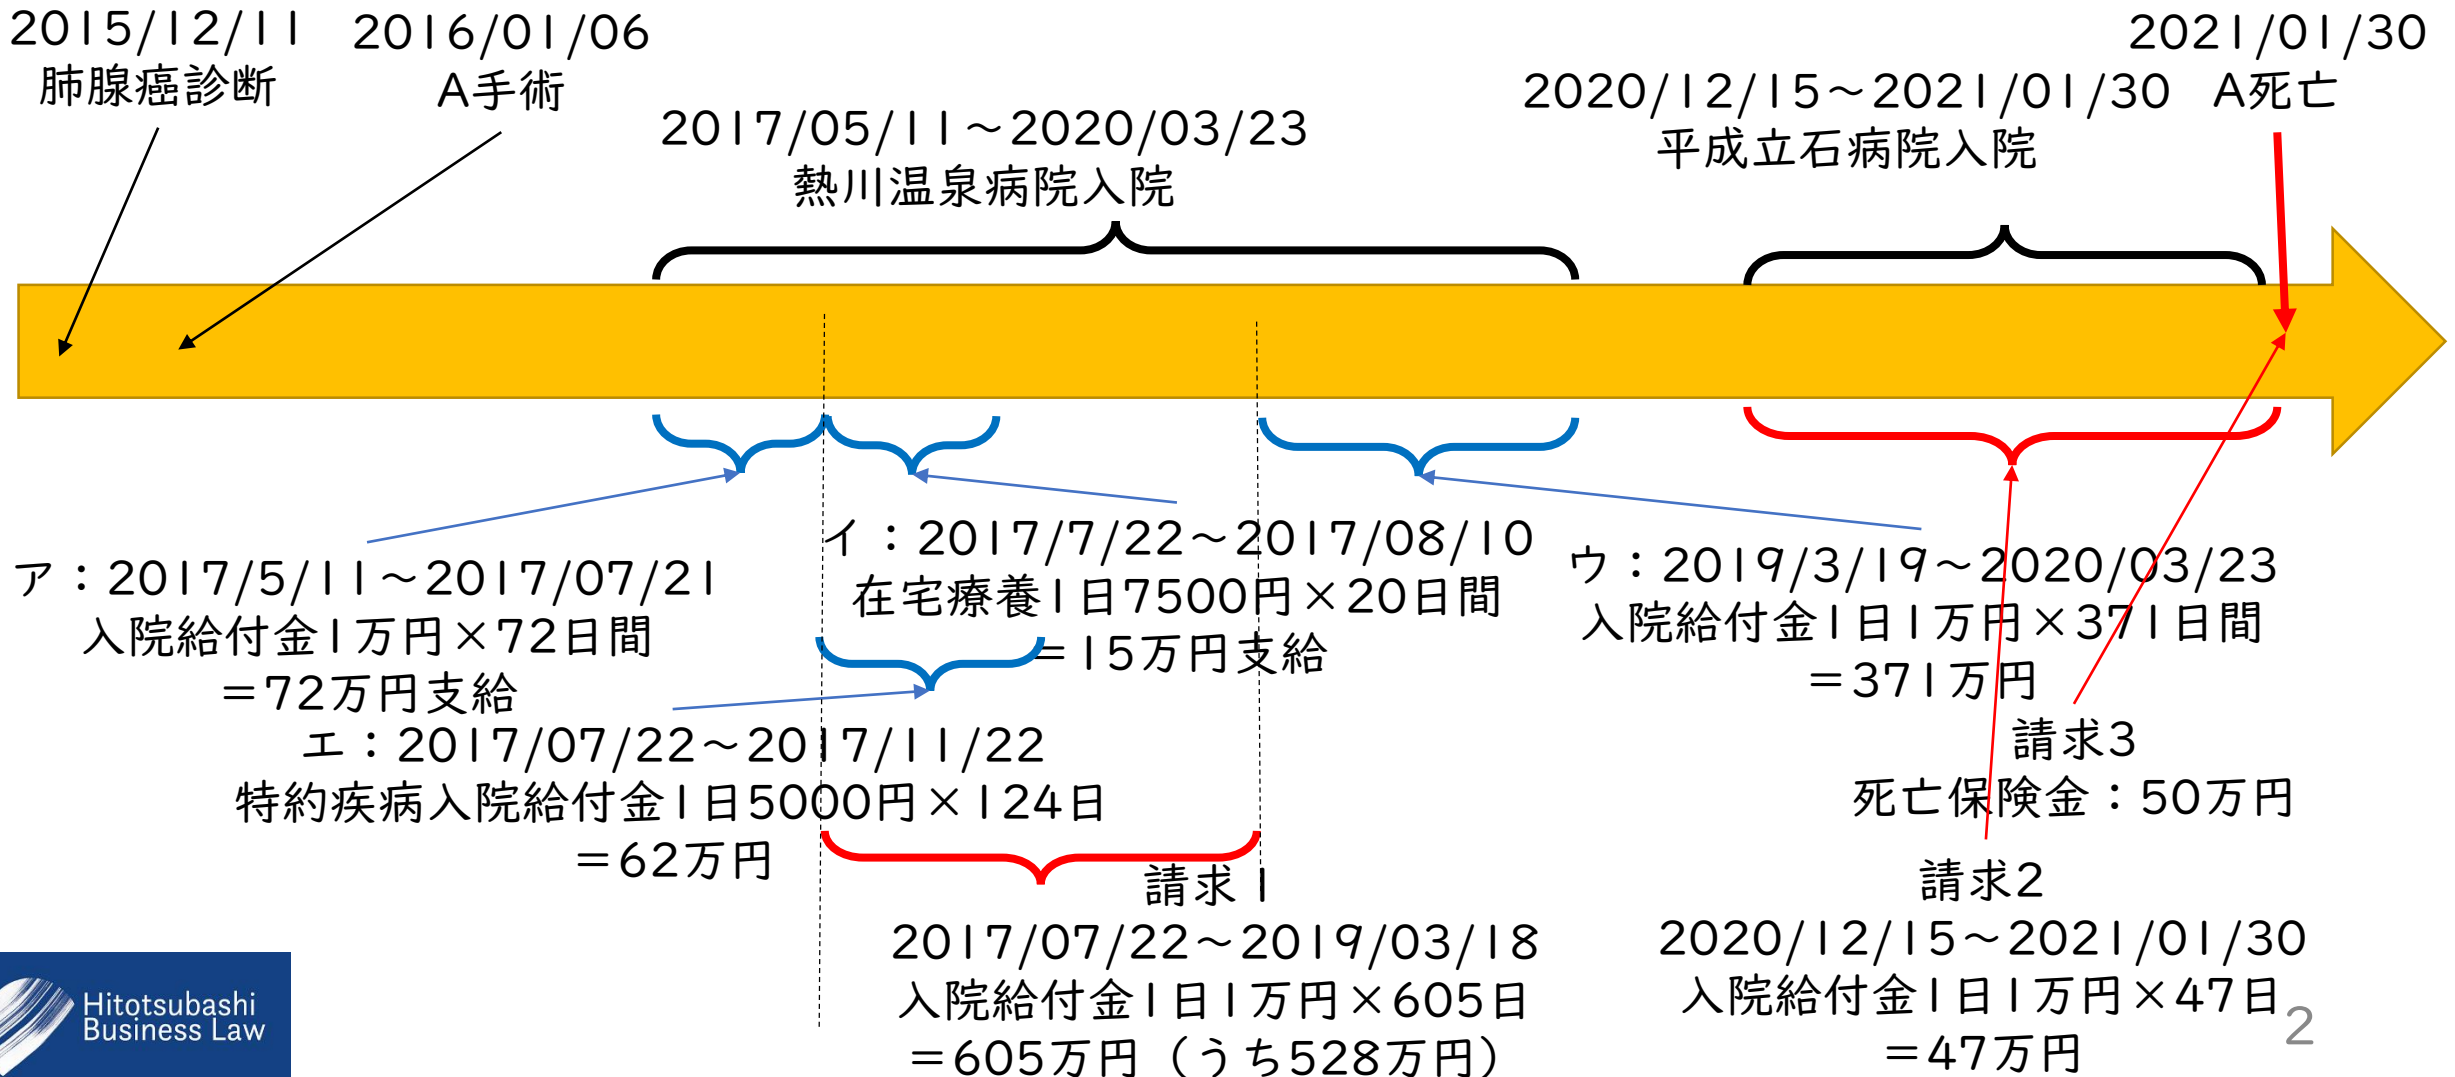 2015/12/11
肺腺癌診断
2016/01/06
A手術
2017/05/11～2020/03/23
熱川温泉病院入院
2020/12/15～2021/01/30
平成立石病院入院
2021/01/30
A死亡
ア：2017/5/11～2017/07/21
入院給付金1万円×72日間
=72万円支給
イ：2017/7/22～2017/08/10
在宅療養1日7500円×20日間
=15万円支給
ウ：2019/3/19～2020/03/23
入院給付金1日1万円×371日間
=371万円
エ：2017/07/22～2017/11/22
特約疾病入院給付金1日5000円×124日
=62万円
請求3
死亡保険金：50万円
請求1
2017/07/22～2019/03/18
入院給付金1日1万円×605日
=605万円（うち528万円）
請求2
2020/12/15～2021/01/30
入院給付金1日1万円×47日
=47万円
Hitotsubashi
Business Law
2